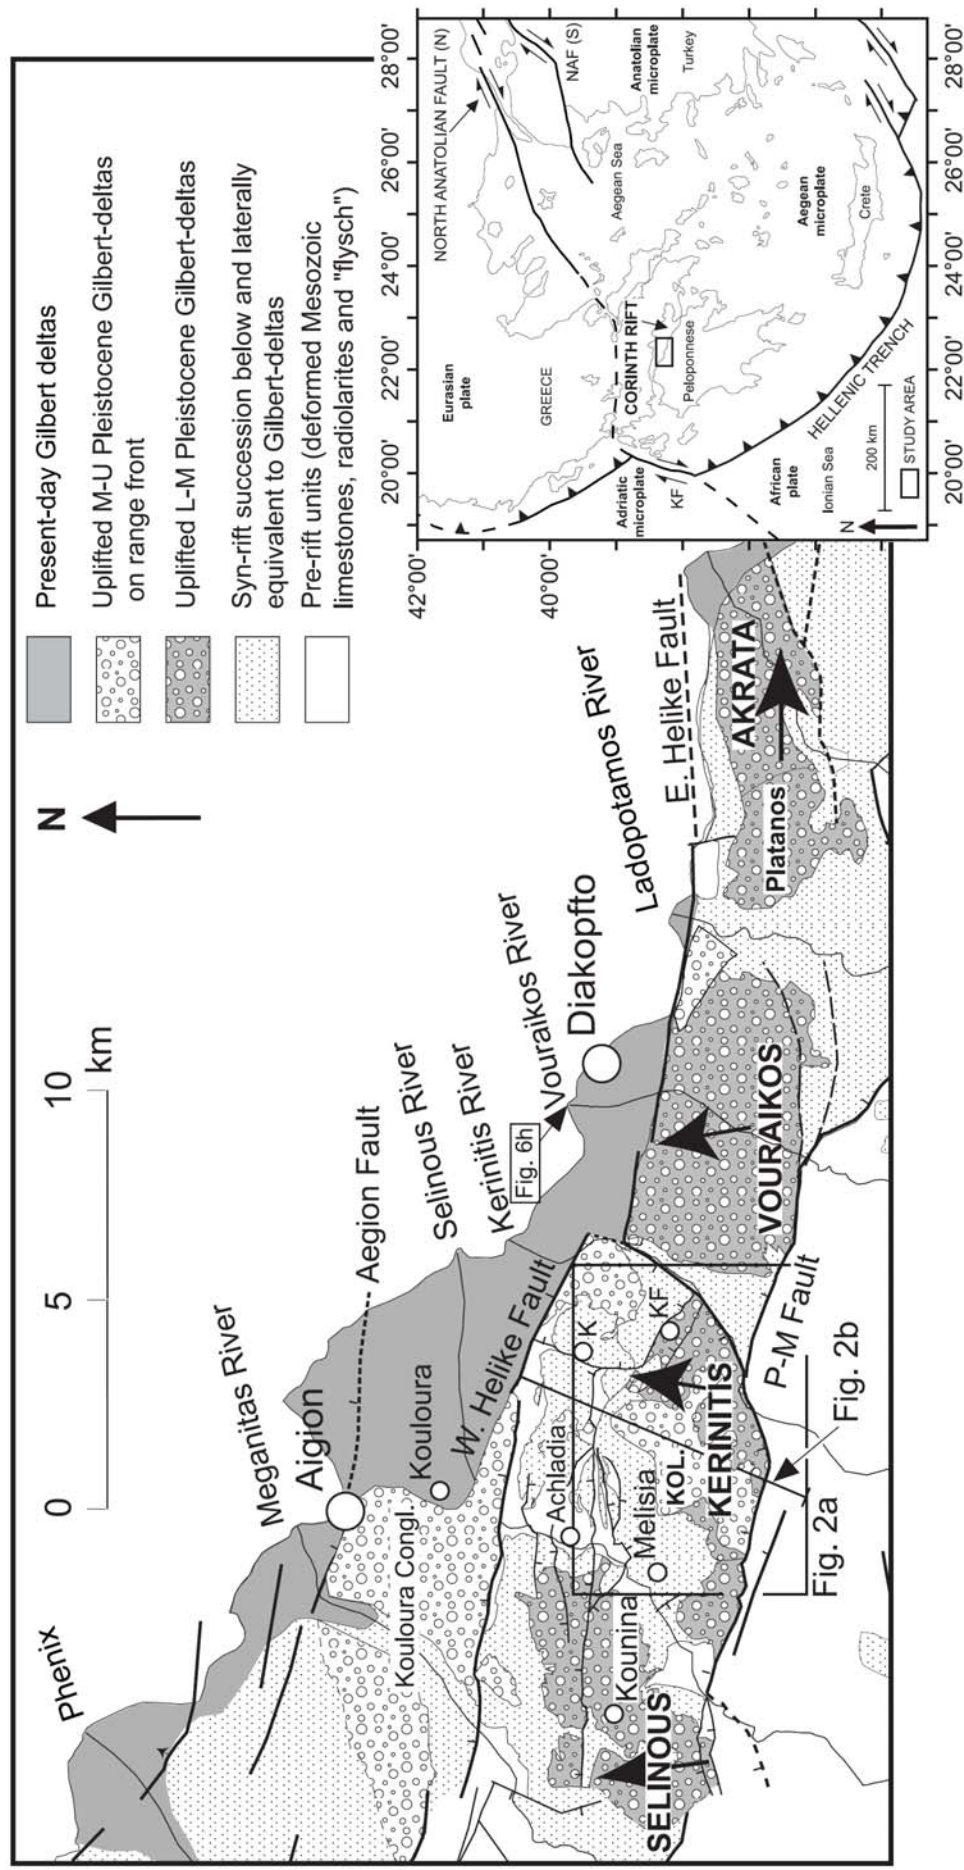 0
5
10
km
N
Present-day Gilbert deltas
Uplifted M-U Pleistocene Gilbert-deltas
on range front
Uplifted L-M Pleistocene Gilbert-deltas
Syn-rift succession below and laterally
equivalent to Gilbert-deltas
Pre-rift units (deformed Mesozoic
limestones, radiolarites and "flysch")
Phenix
Meganitas River
Aigion
Aegion Fault
Selinous River
Kerinitis River
Fig. 6h
Vouraikos River
Diakopfto
Ladopotamos River
E. Helike Fault
Kouloura
Kouloura Congl.
W. Helike Fault
Achladia
K
KF
Melisia
KOL.
Kounina
SELINOUS
KERINITIS
VOURAIKOS
Platanos
AKRATA
P-M Fault
Fig. 2a
Fig. 2b
42°00'
40°00'
20°00'
22°00'
24°00'
26°00'
28°00'
NORTH ANATOLIAN FAULT (N)
NAF (S)
Eurasian
plate
GREECE
Aegean Sea
Anatolian
microplate
Turkey
Adriatic
microplate
KF
CORINTH RIFT
Peloponnese
Aegean
microplate
Crete
African
plate
Ionian Sea
HELLENIC TRENCH
N
200 km
STUDY AREA